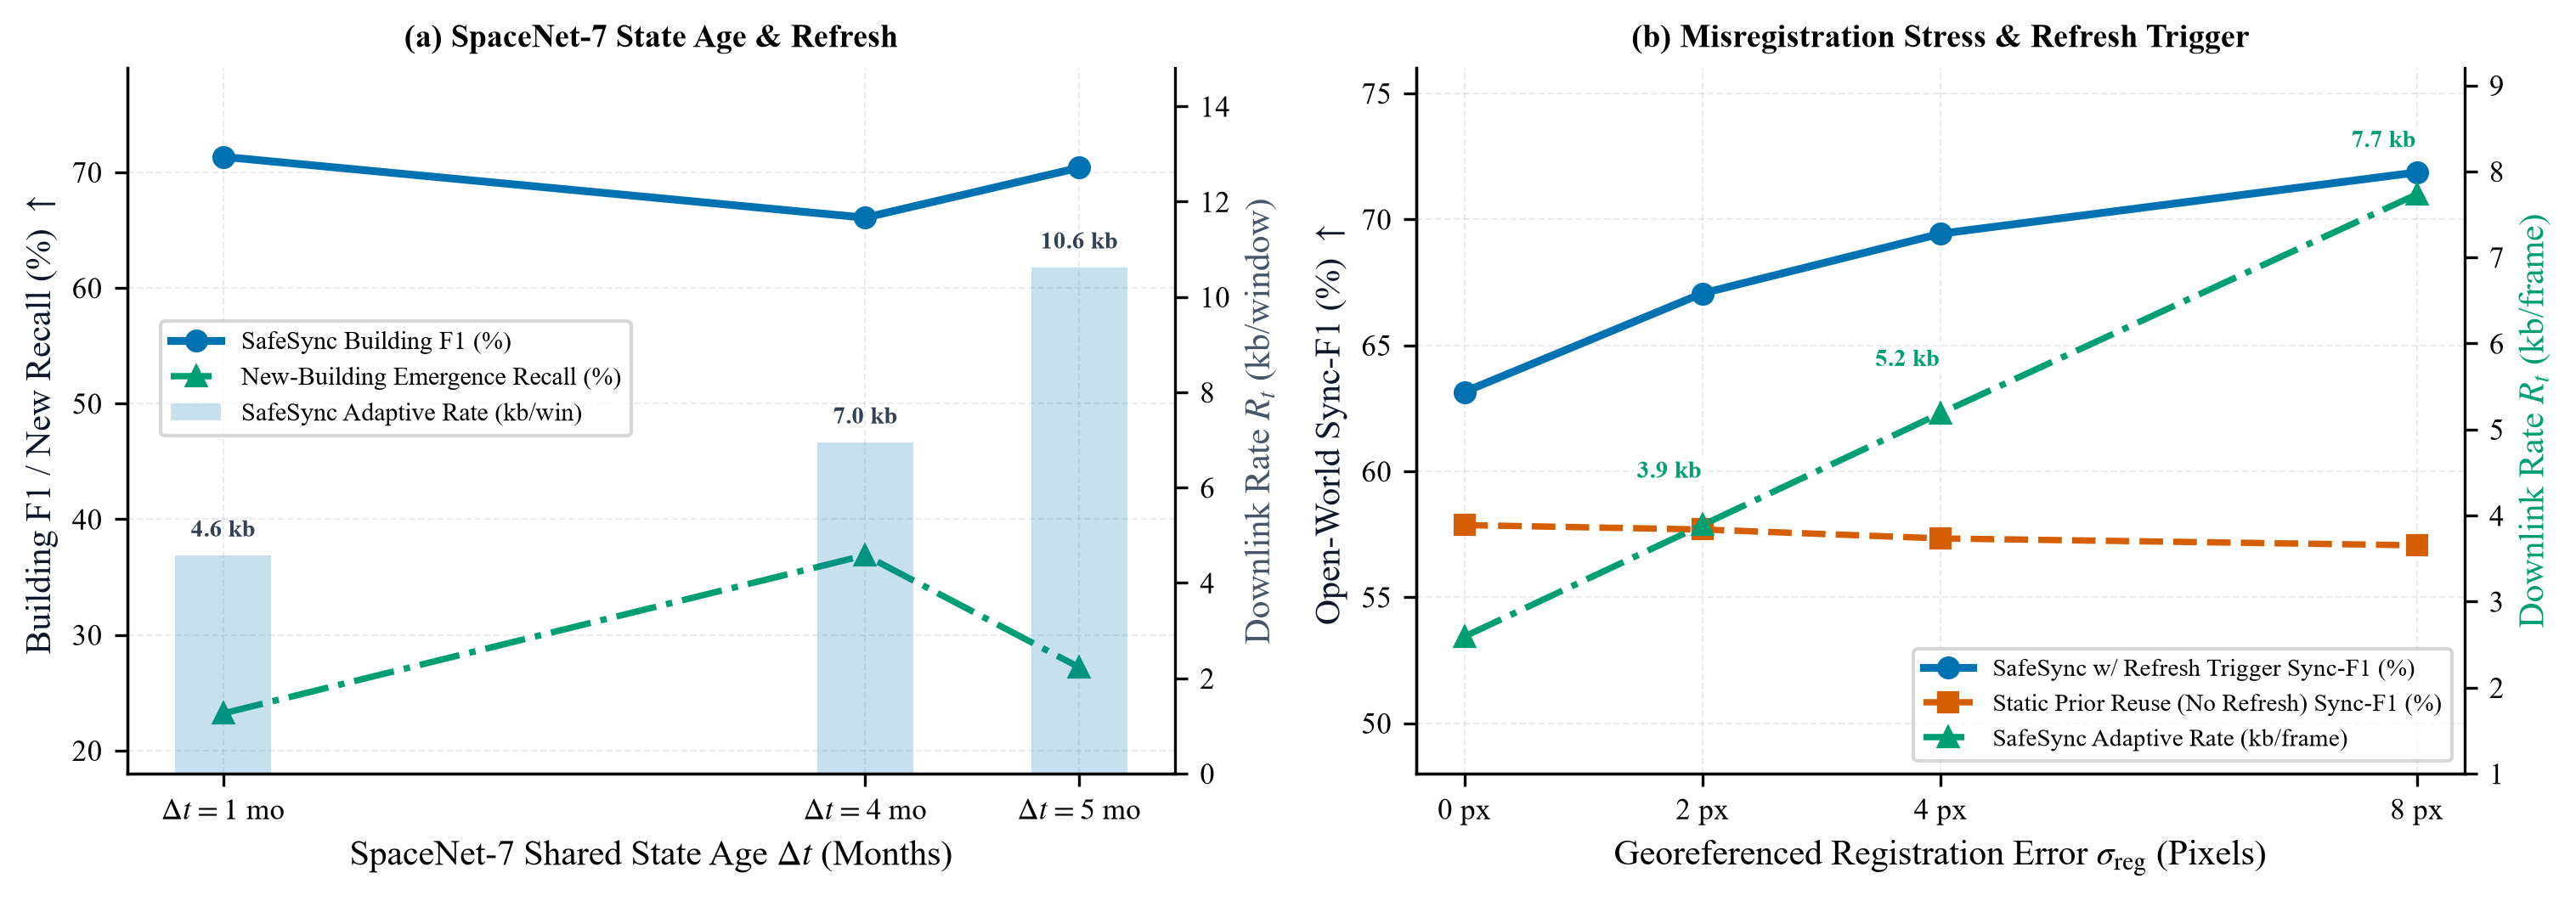 (a) SpaceNet-7 State Age & Refresh
Building F1 / New Recall (%) ↑
70
60
50
40
30
20
14
12
10
8
6
4
2
0
Downlink Rate R_t (kb/window)
SafeSync Building F1 (%)
New-Building Emergence Recall (%)
SafeSync Adaptive Rate (kb/win)
4.6 kb
7.0 kb
10.6 kb
Δt = 1 mo
Δt = 4 mo
Δt = 5 mo
SpaceNet-7 Shared State Age Δt (Months)
(b) Misregistration Stress & Refresh Trigger
Open-World Sync-F1 (%) ↑
75
70
65
60
55
50
9
8
7
6
5
4
3
2
1
Downlink Rate R_t (kb/frame)
3.9 kb
5.2 kb
7.7 kb
SafeSync w/ Refresh Trigger Sync-F1 (%)
Static Prior Reuse (No Refresh) Sync-F1 (%)
SafeSync Adaptive Rate (kb/frame)
0 px
2 px
4 px
8 px
Georeferenced Registration Error σ_reg (Pixels)